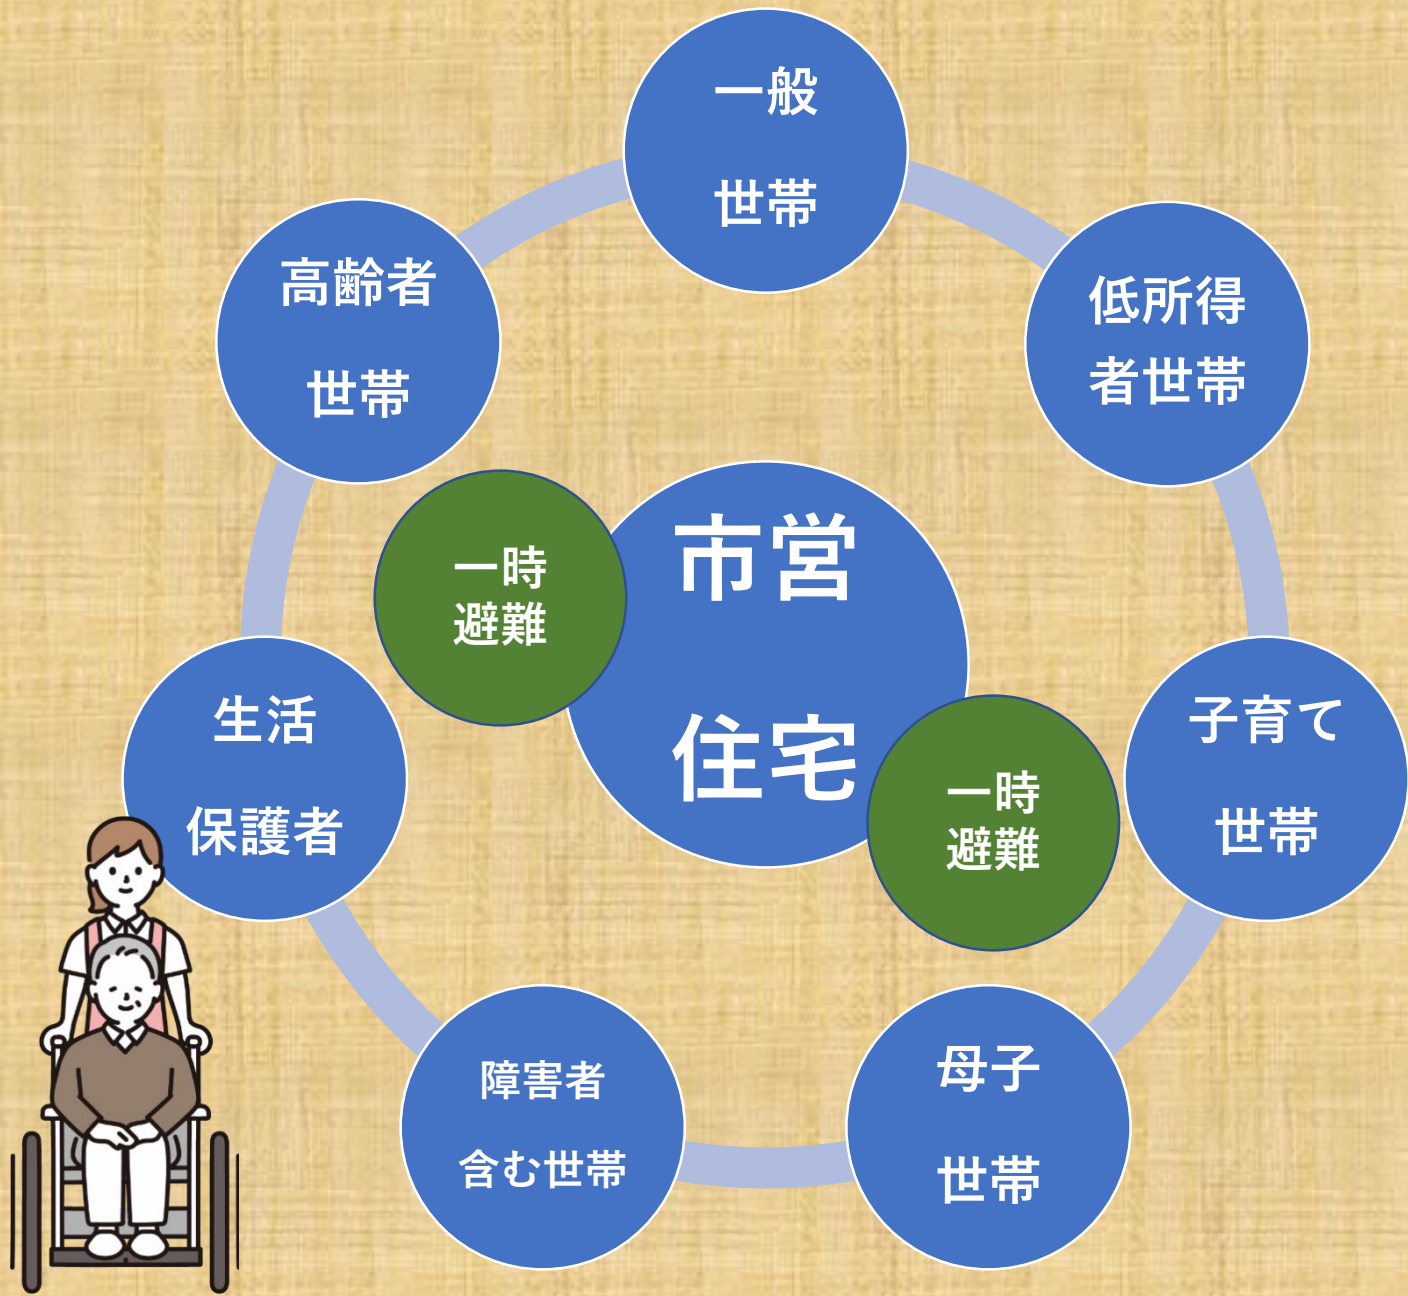 一般
世帯
高齢者
世帯
低所得
者世帯
市営
住宅
一時
避難
一時
避難
生活
保護者
子育て
世帯
障害者
含む世帯
母子
世帯